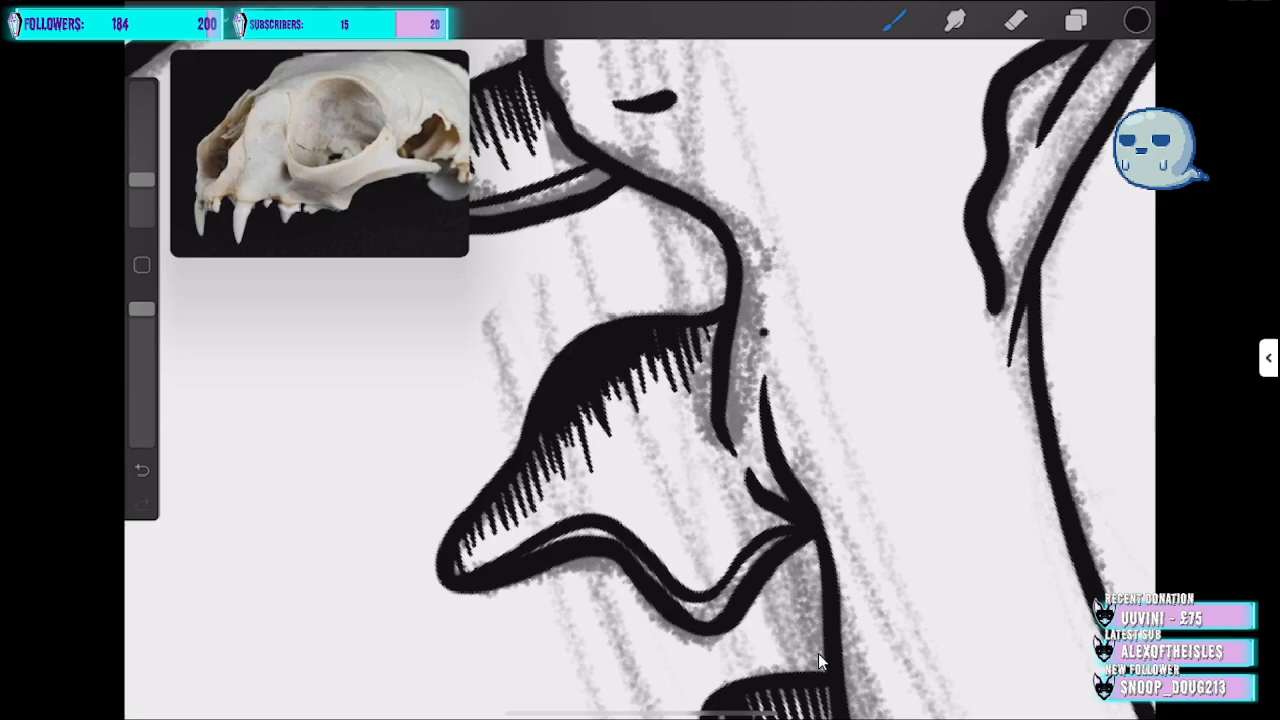 FOLLOWERS: 184 200
SUBSCRIBERS: 15 20
RECENT DONATION
UUVINI - £75
LATEST SUB
ALEXOFTHEISLES
NEW FOLLOWER
SNOOP_DOUG213